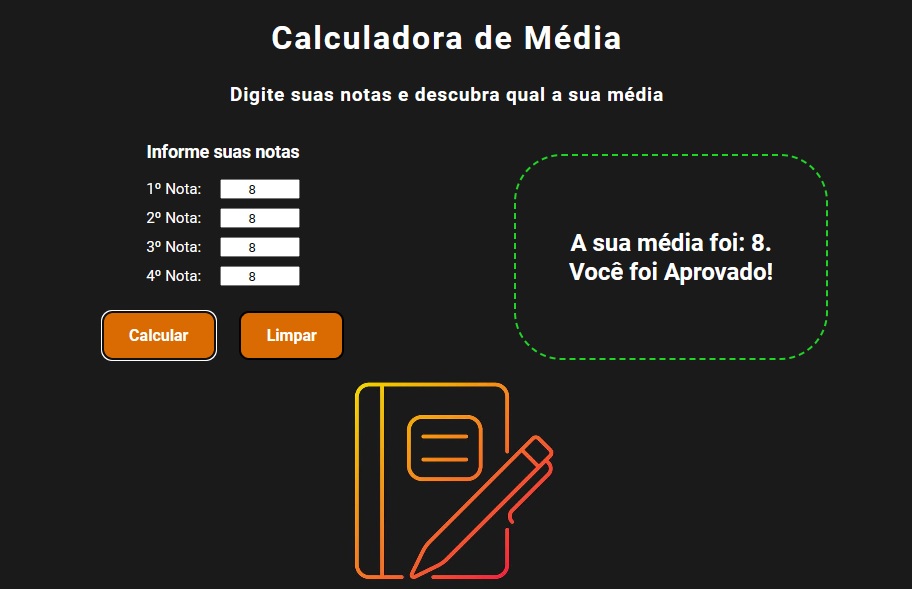 Calculadora de Média
Digite suas notas e descubra qual a sua média
Informe suas notas
1º Nota: 8
2º Nota: 8
3º Nota: 8
4º Nota: 8
Calcular Limpar
A sua média foi: 8.
Você foi Aprovado!